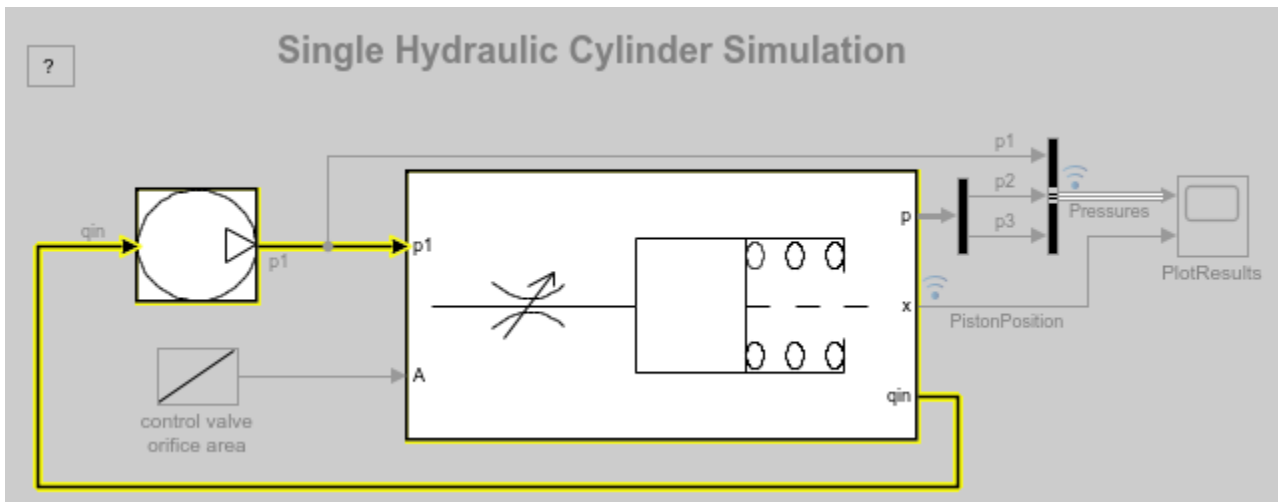 Single Hydraulic Cylinder Simulation
?
p1
p2
Pressures
p3
PlotResults
qin
p1
p1
p
x
PistonPosition
A
qin
control valve
orifice area